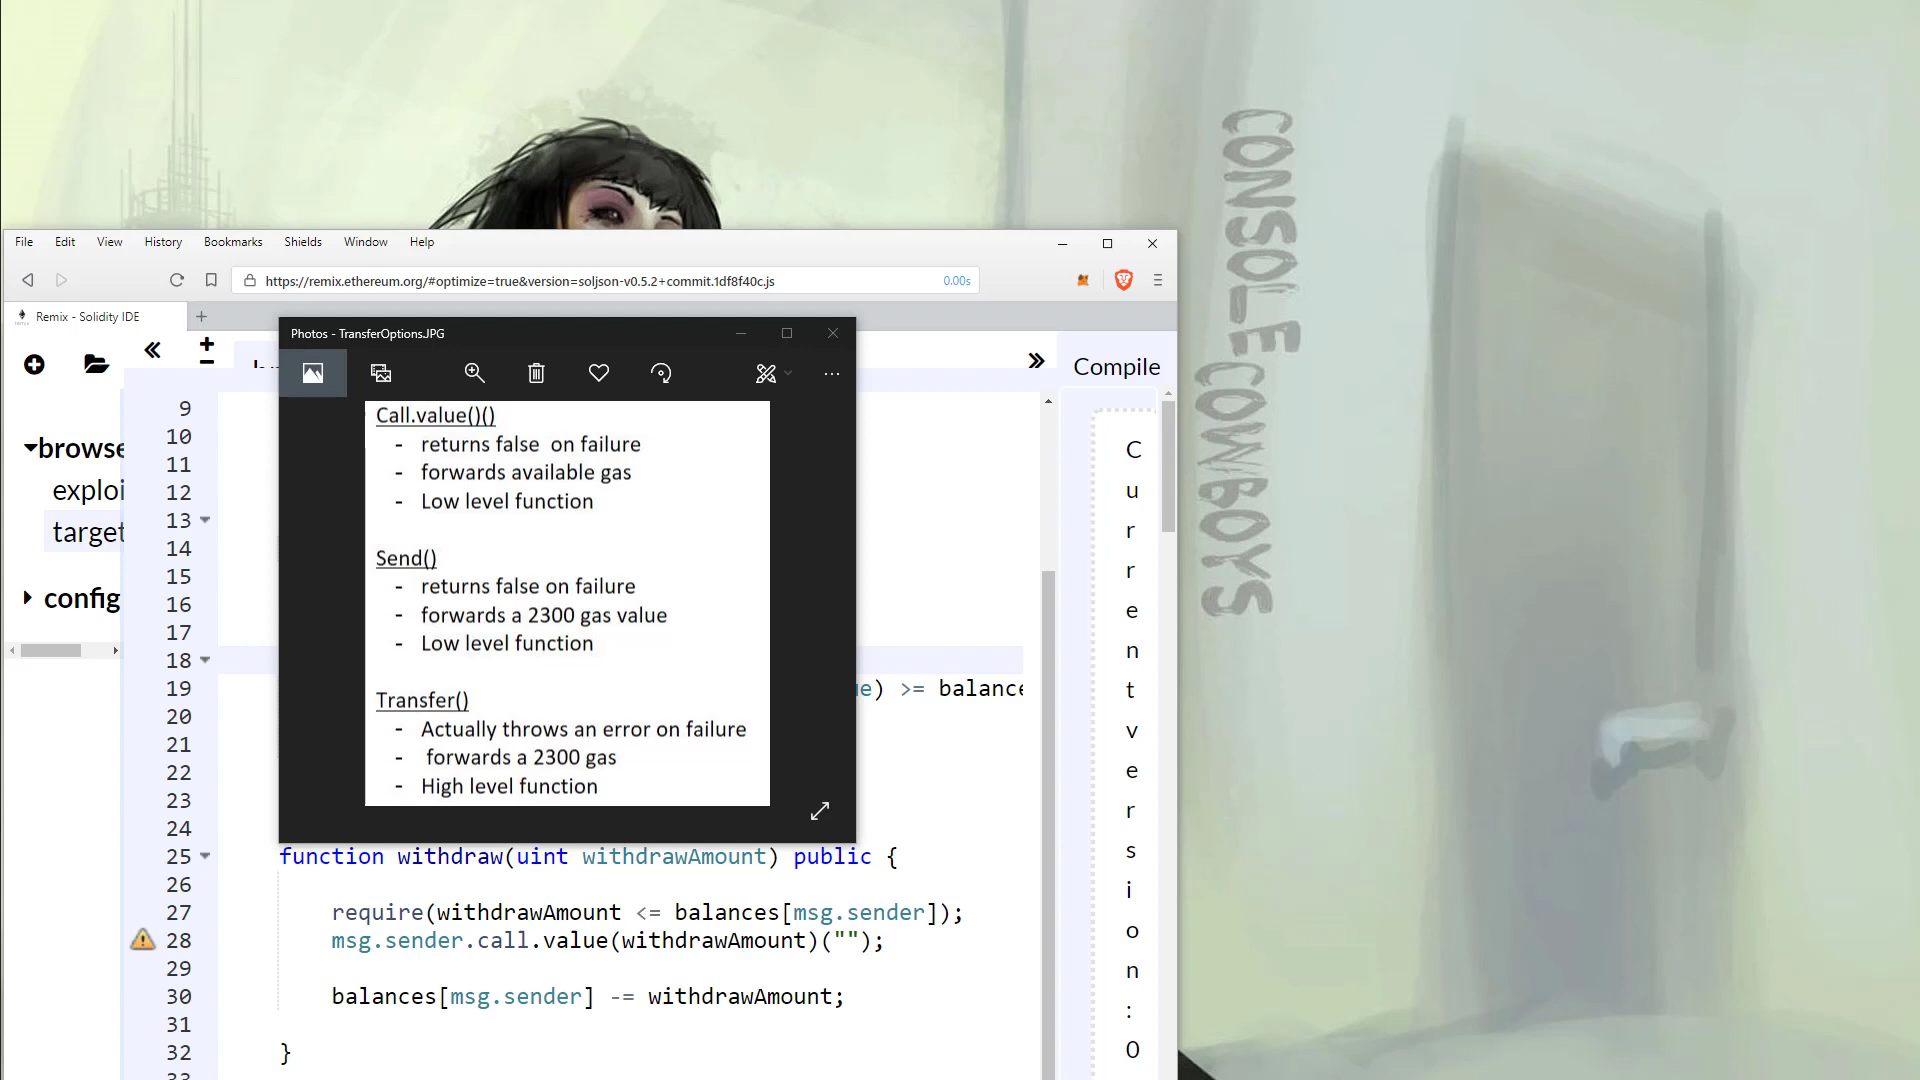 CONSOLE COWBOYS
File Edit View History Bookmarks Shields Window Help
https://remix.ethereum.org/#optimize=true&version=soljson-v0.5.2+commit.1df8f40c.js 0.00s
Remix - Solidity IDE
Photos - TransferOptions.JPG
Compile
browse
exploi
target
config
Call.value()()
- returns false on failure
- forwards available gas
- Low level function
Send()
- returns false on failure
- forwards a 2300 gas value
- Low level function
Transfer()
- Actually throws an error on failure
- forwards a 2300 gas
- High level function
9
10
11
12
13
14
15
16
17
18
19 e) >= balance
20
21
22
23
24
25 function withdraw(uint withdrawAmount) public {
26
27 require(withdrawAmount <= balances[msg.sender]);
28 msg.sender.call.value(withdrawAmount)("");
29
30 balances[msg.sender] -= withdrawAmount;
31
32 }
C
u
r
r
e
n
t
v
e
r
s
i
o
n
:
0